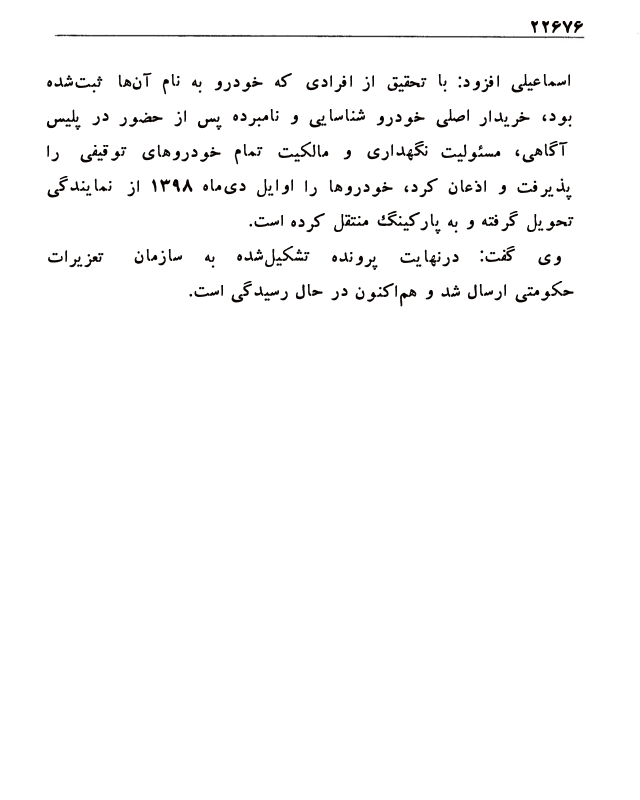 ۲۲۶۷۶
اسماعیلی افزود: با تحقیق از افرادی که خودرو به نام آن‌ها ثبت‌شده
بود، خریدار اصلی خودرو شناسایی و نامبرده پس از حضور در پلیس
آگاهی، مسئولیت نگهداری و مالکیت تمام خودروهای توقیفی را
پذیرفت و اذعان کرد، خودروها را اوایل دی‌ماه ۱۳۹۸ از نمایندگی
تحویل گرفته و به پارکینگ منتقل کرده است.
وی گفت: درنهایت پرونده تشکیل‌شده به سازمان تعزیرات
حکومتی ارسال شد و هم‌اکنون در حال رسیدگی است.